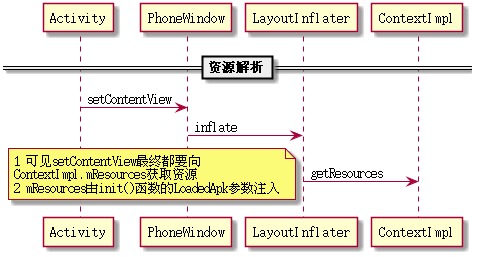 Activity
PhoneWindow
LayoutInflater
ContextImpl
资源解析
setContentView
inflate
1 可见setContentView最终都要向
ContextImpl.mResources获取资源
2 mResources由init()函数的LoadedApk参数注入
getResources
Activity
PhoneWindow
LayoutInflater
ContextImpl